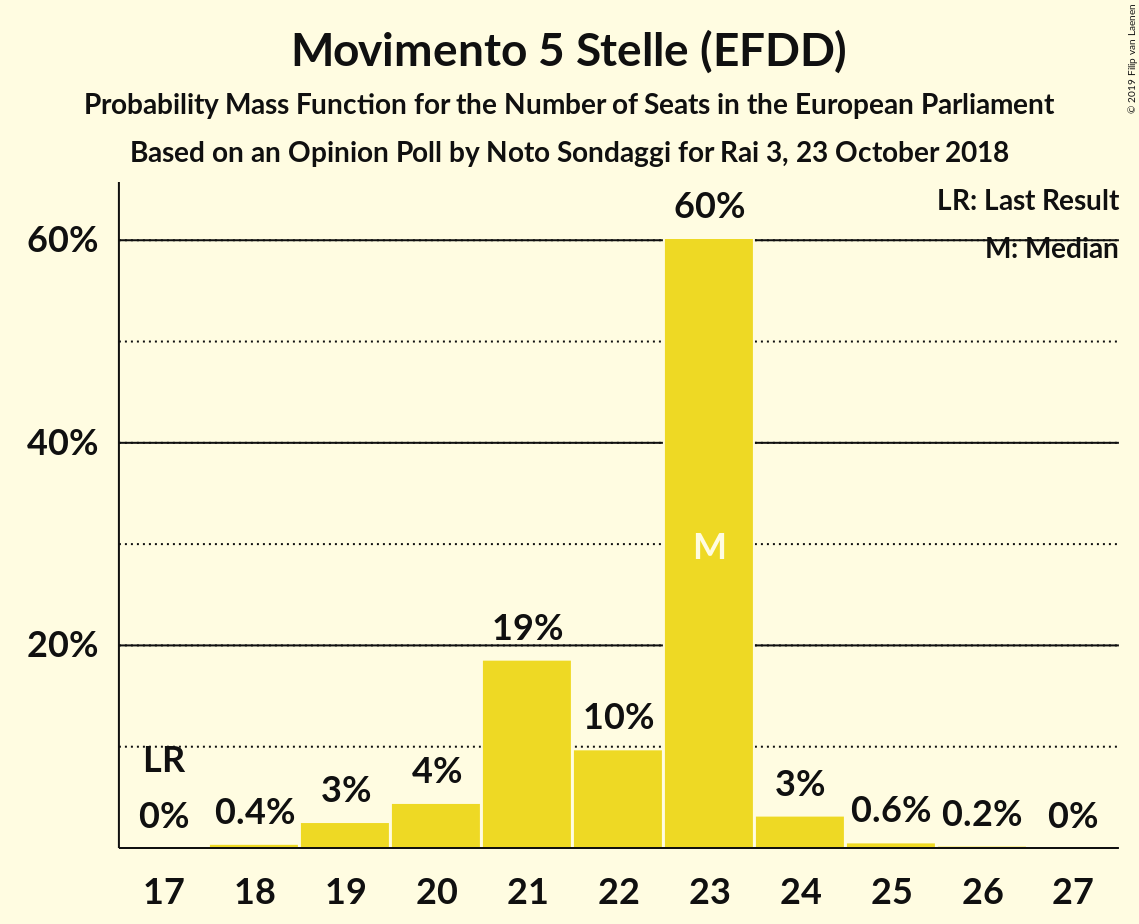 Movimento 5 Stelle (EFDD)
Probability Mass Function for the Number of Seats in the European Parliament
Based on an Opinion Poll by Noto Sondaggi for Rai 3, 23 October 2018
© 2019 Filip van Laenen
LR: Last Result
M: Median
60%
40%
20%
LR
0%
0.4%
3%
4%
19%
10%
60%
M
3%
0.6%
0.2%
0%
17 18 19 20 21 22 23 24 25 26 27